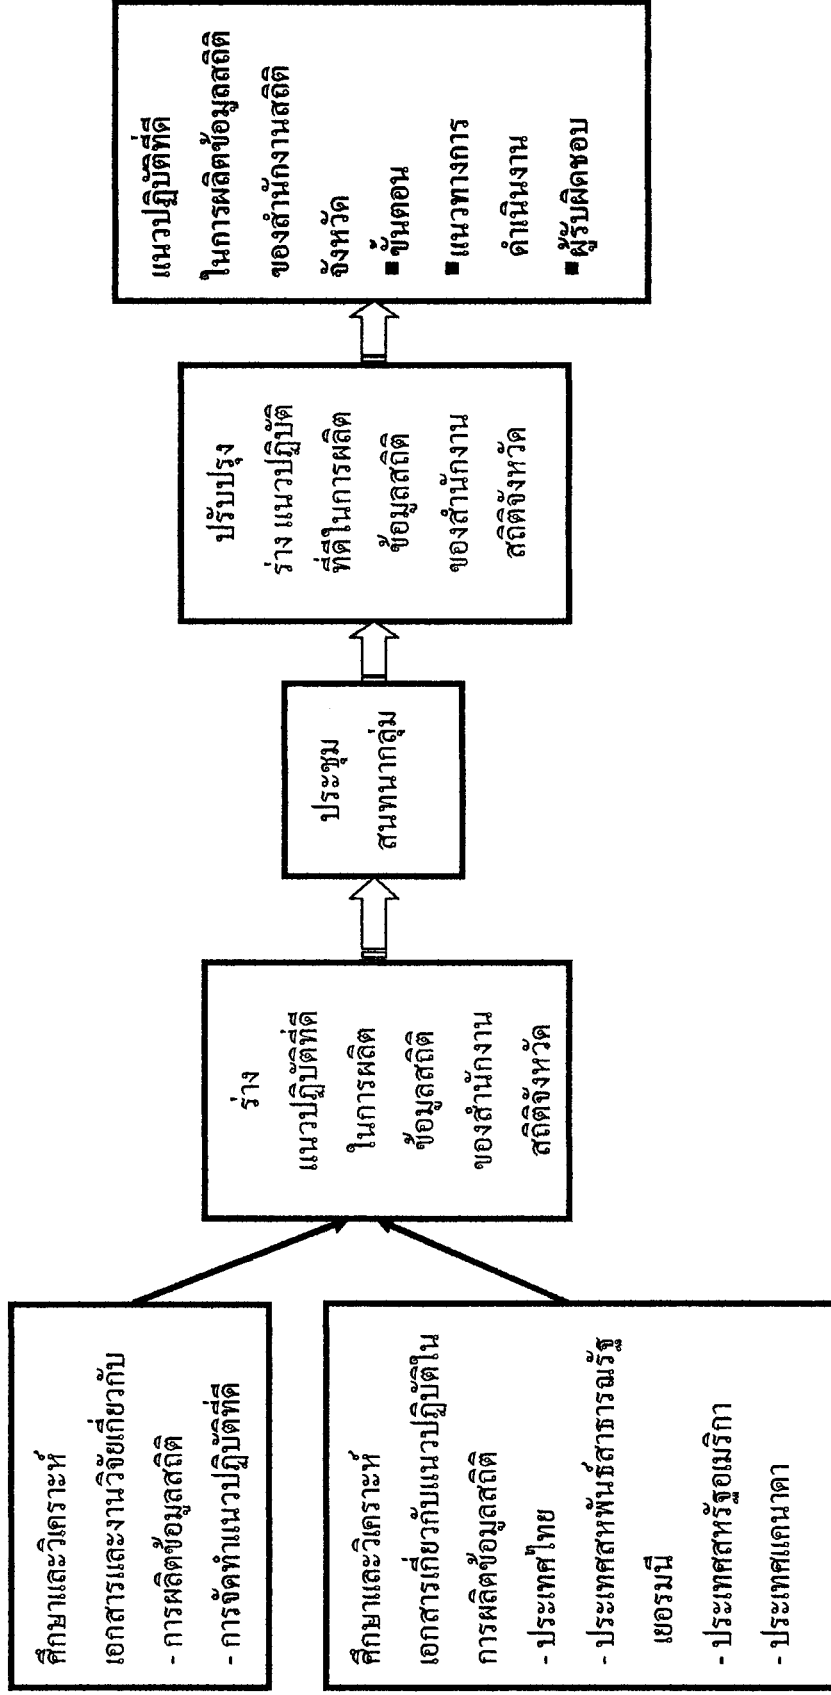 ศึกษาและวิเคราะห์
เอกสารและงานวิจัยเกี่ยวกับ
- การผลิตข้อมูลสถิติ
- การจัดทำแนวปฏิบัติที่ดี
ศึกษาและวิเคราะห์
เอกสารเกี่ยวกับแนวปฏิบัติใน
การผลิตข้อมูลสถิติ
- ประเทศไทย
- ประเทศสหพันธ์สาธารณรัฐ
เยอรมนี
- ประเทศสหรัฐอเมริกา
- ประเทศแคนาดา
ร่าง
แนวปฏิบัติที่ดี
ในการผลิต
ข้อมูลสถิติ
ของสำนักงาน
สถิติจังหวัด
ประชุม
สนทนากลุ่ม
ปรับปรุง
ร่าง แนวปฏิบัติ
ที่ดีในการผลิต
ข้อมูลสถิติ
ของสำนักงาน
สถิติจังหวัด
แนวปฏิบัติที่ดี
ในการผลิตข้อมูลสถิติ
ของสำนักงานสถิติ
จังหวัด
▪ขั้นตอน
▪แนวทางการ
ดำเนินงาน
▪ผู้รับผิดชอบ